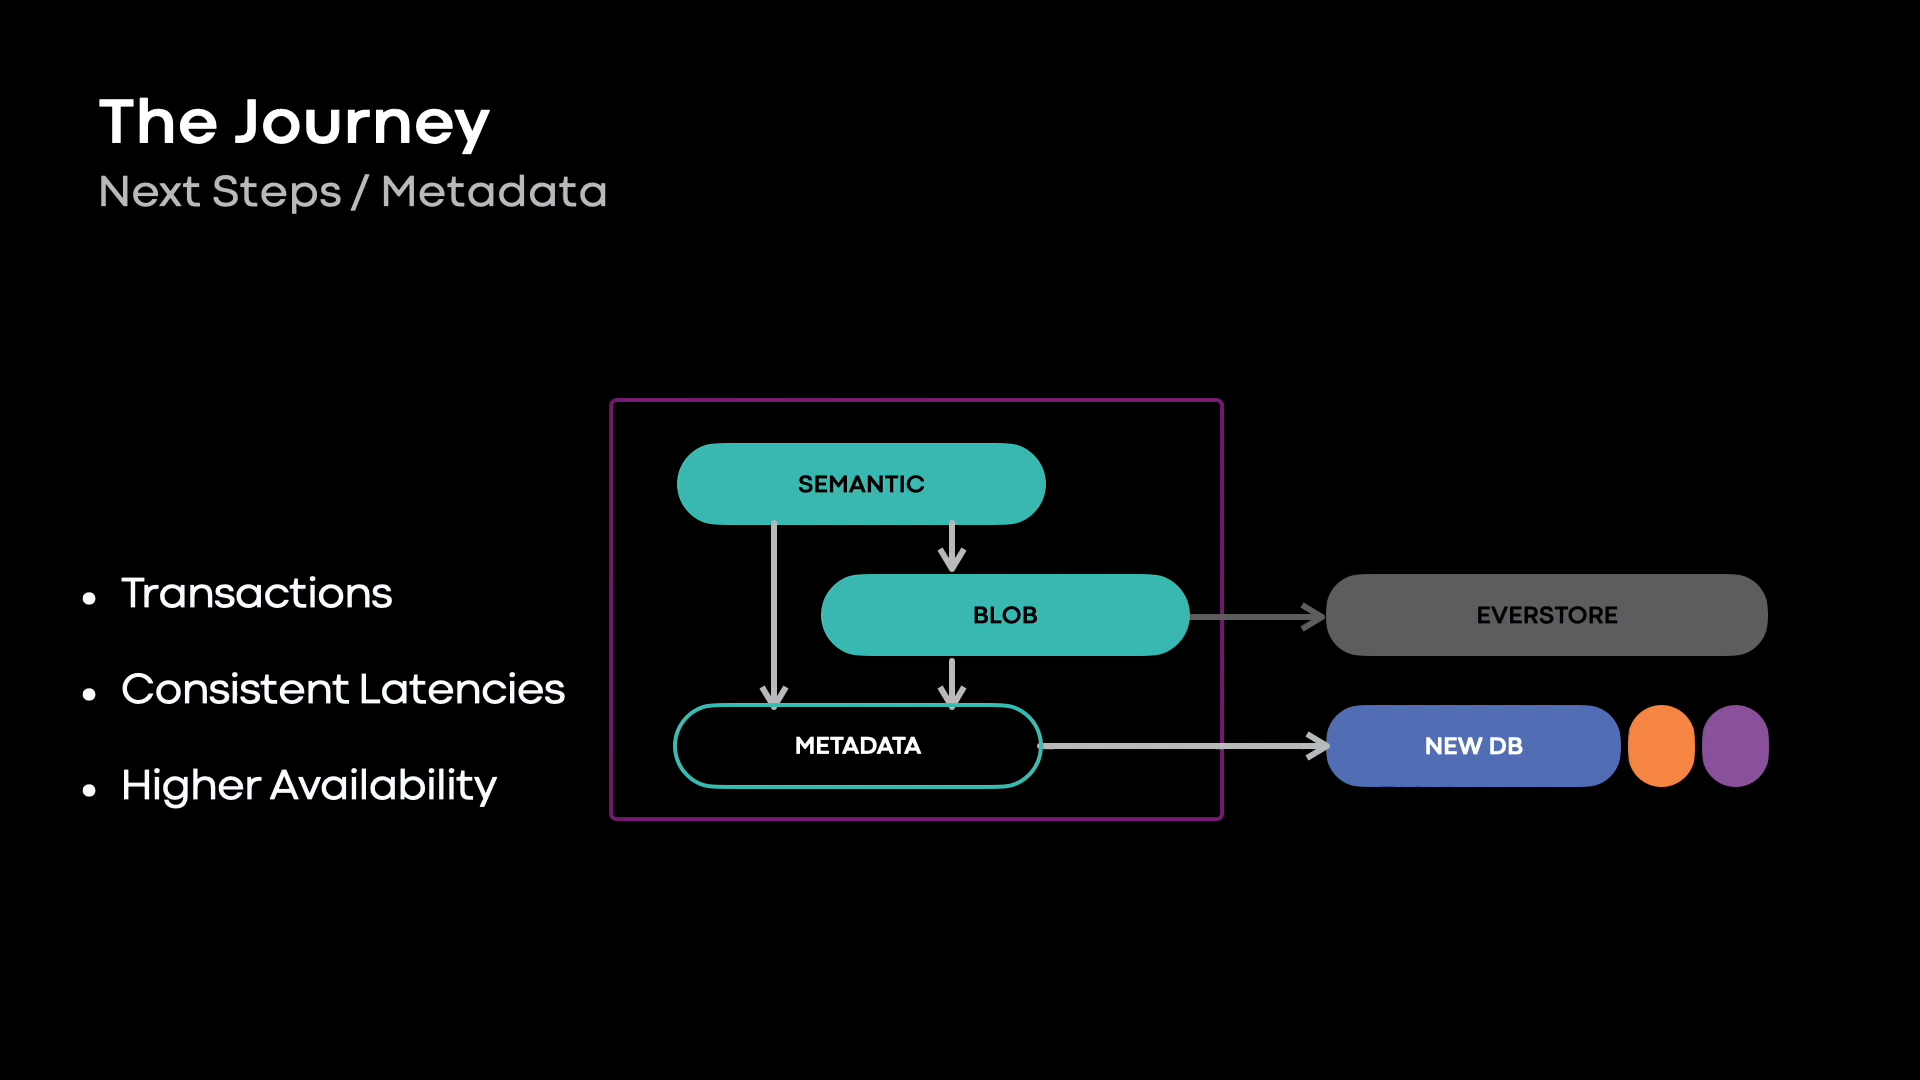 The Journey
Next Steps / Metadata
• Transactions
• Consistent Latencies
• Higher Availability
SEMANTIC
BLOB
EVERSTORE
METADATA
NEW DB